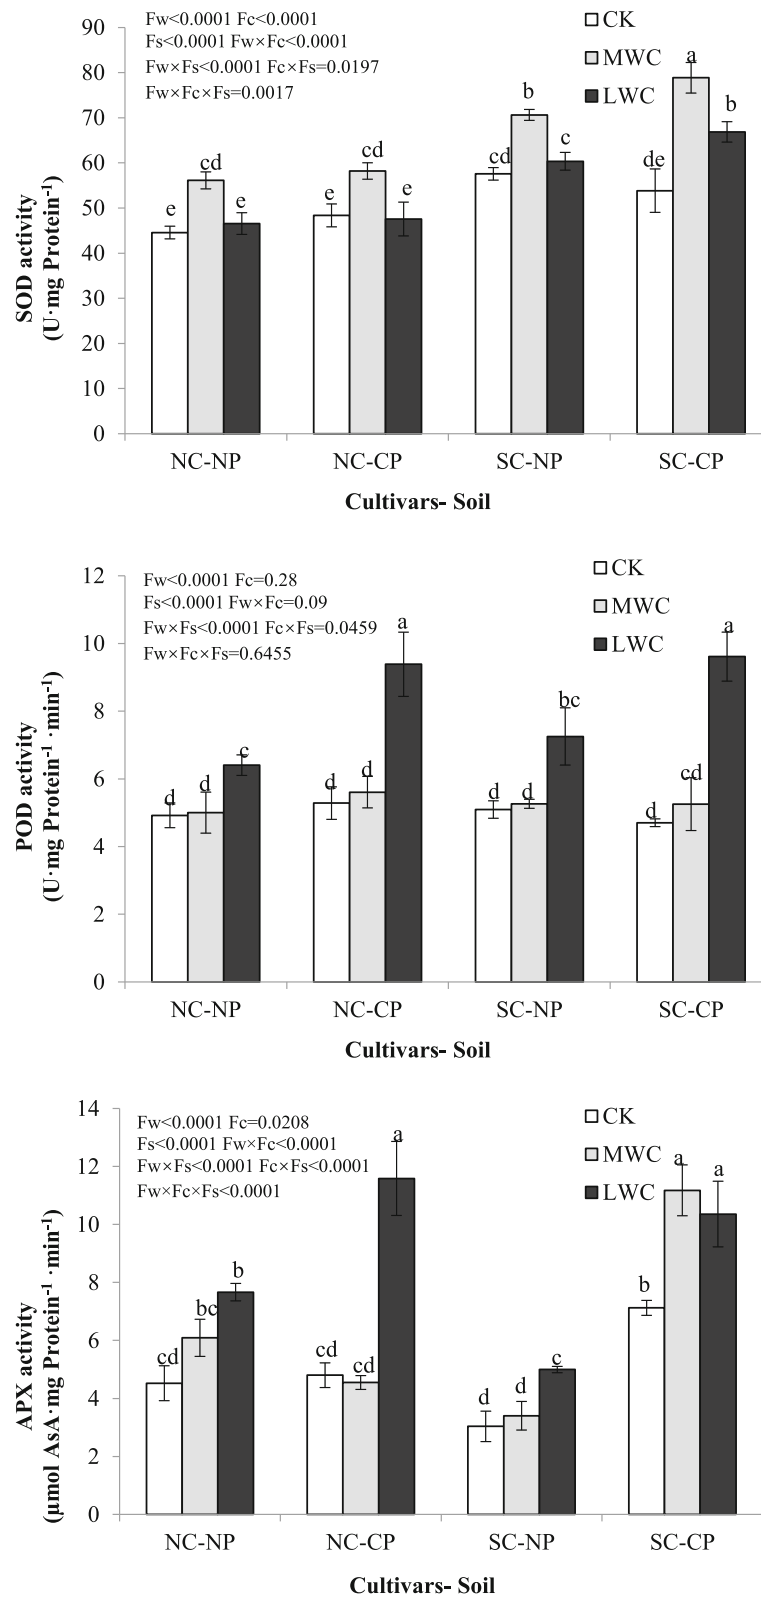 Fw<0.0001 Fc<0.0001
Fs<0.0001 Fw×Fc<0.0001
Fw×Fs<0.0001 Fc×Fs=0.0197
Fw×Fc×Fs=0.0017
CK
MWC
LWC
SOD activity
(U·mg Protein⁻¹)
90
80
70
60
50
40
30
20
10
0
e cd e
e cd e
cd b c
de a b
NC-NP NC-CP SC-NP SC-CP
Cultivars- Soil
Fw<0.0001 Fc=0.28
Fs<0.0001 Fw×Fc=0.09
Fw×Fs<0.0001 Fc×Fs=0.0459
Fw×Fc×Fs=0.6455
CK
MWC
LWC
POD activity
(U·mg Protein⁻¹ ·min⁻¹)
12
10
8
6
4
2
0
d d c
d d a
d d bc
d cd a
NC-NP NC-CP SC-NP SC-CP
Cultivars- Soil
Fw<0.0001 Fc=0.0208
Fs<0.0001 Fw×Fc<0.0001
Fw×Fs<0.0001 Fc×Fs<0.0001
Fw×Fc×Fs<0.0001
CK
MWC
LWC
APX activity
(μmol AsA·mg Protein⁻¹ ·min⁻¹)
14
12
10
8
6
4
2
0
cd bc b
cd cd a
d d c
b a a
NC-NP NC-CP SC-NP SC-CP
Cultivars- Soil